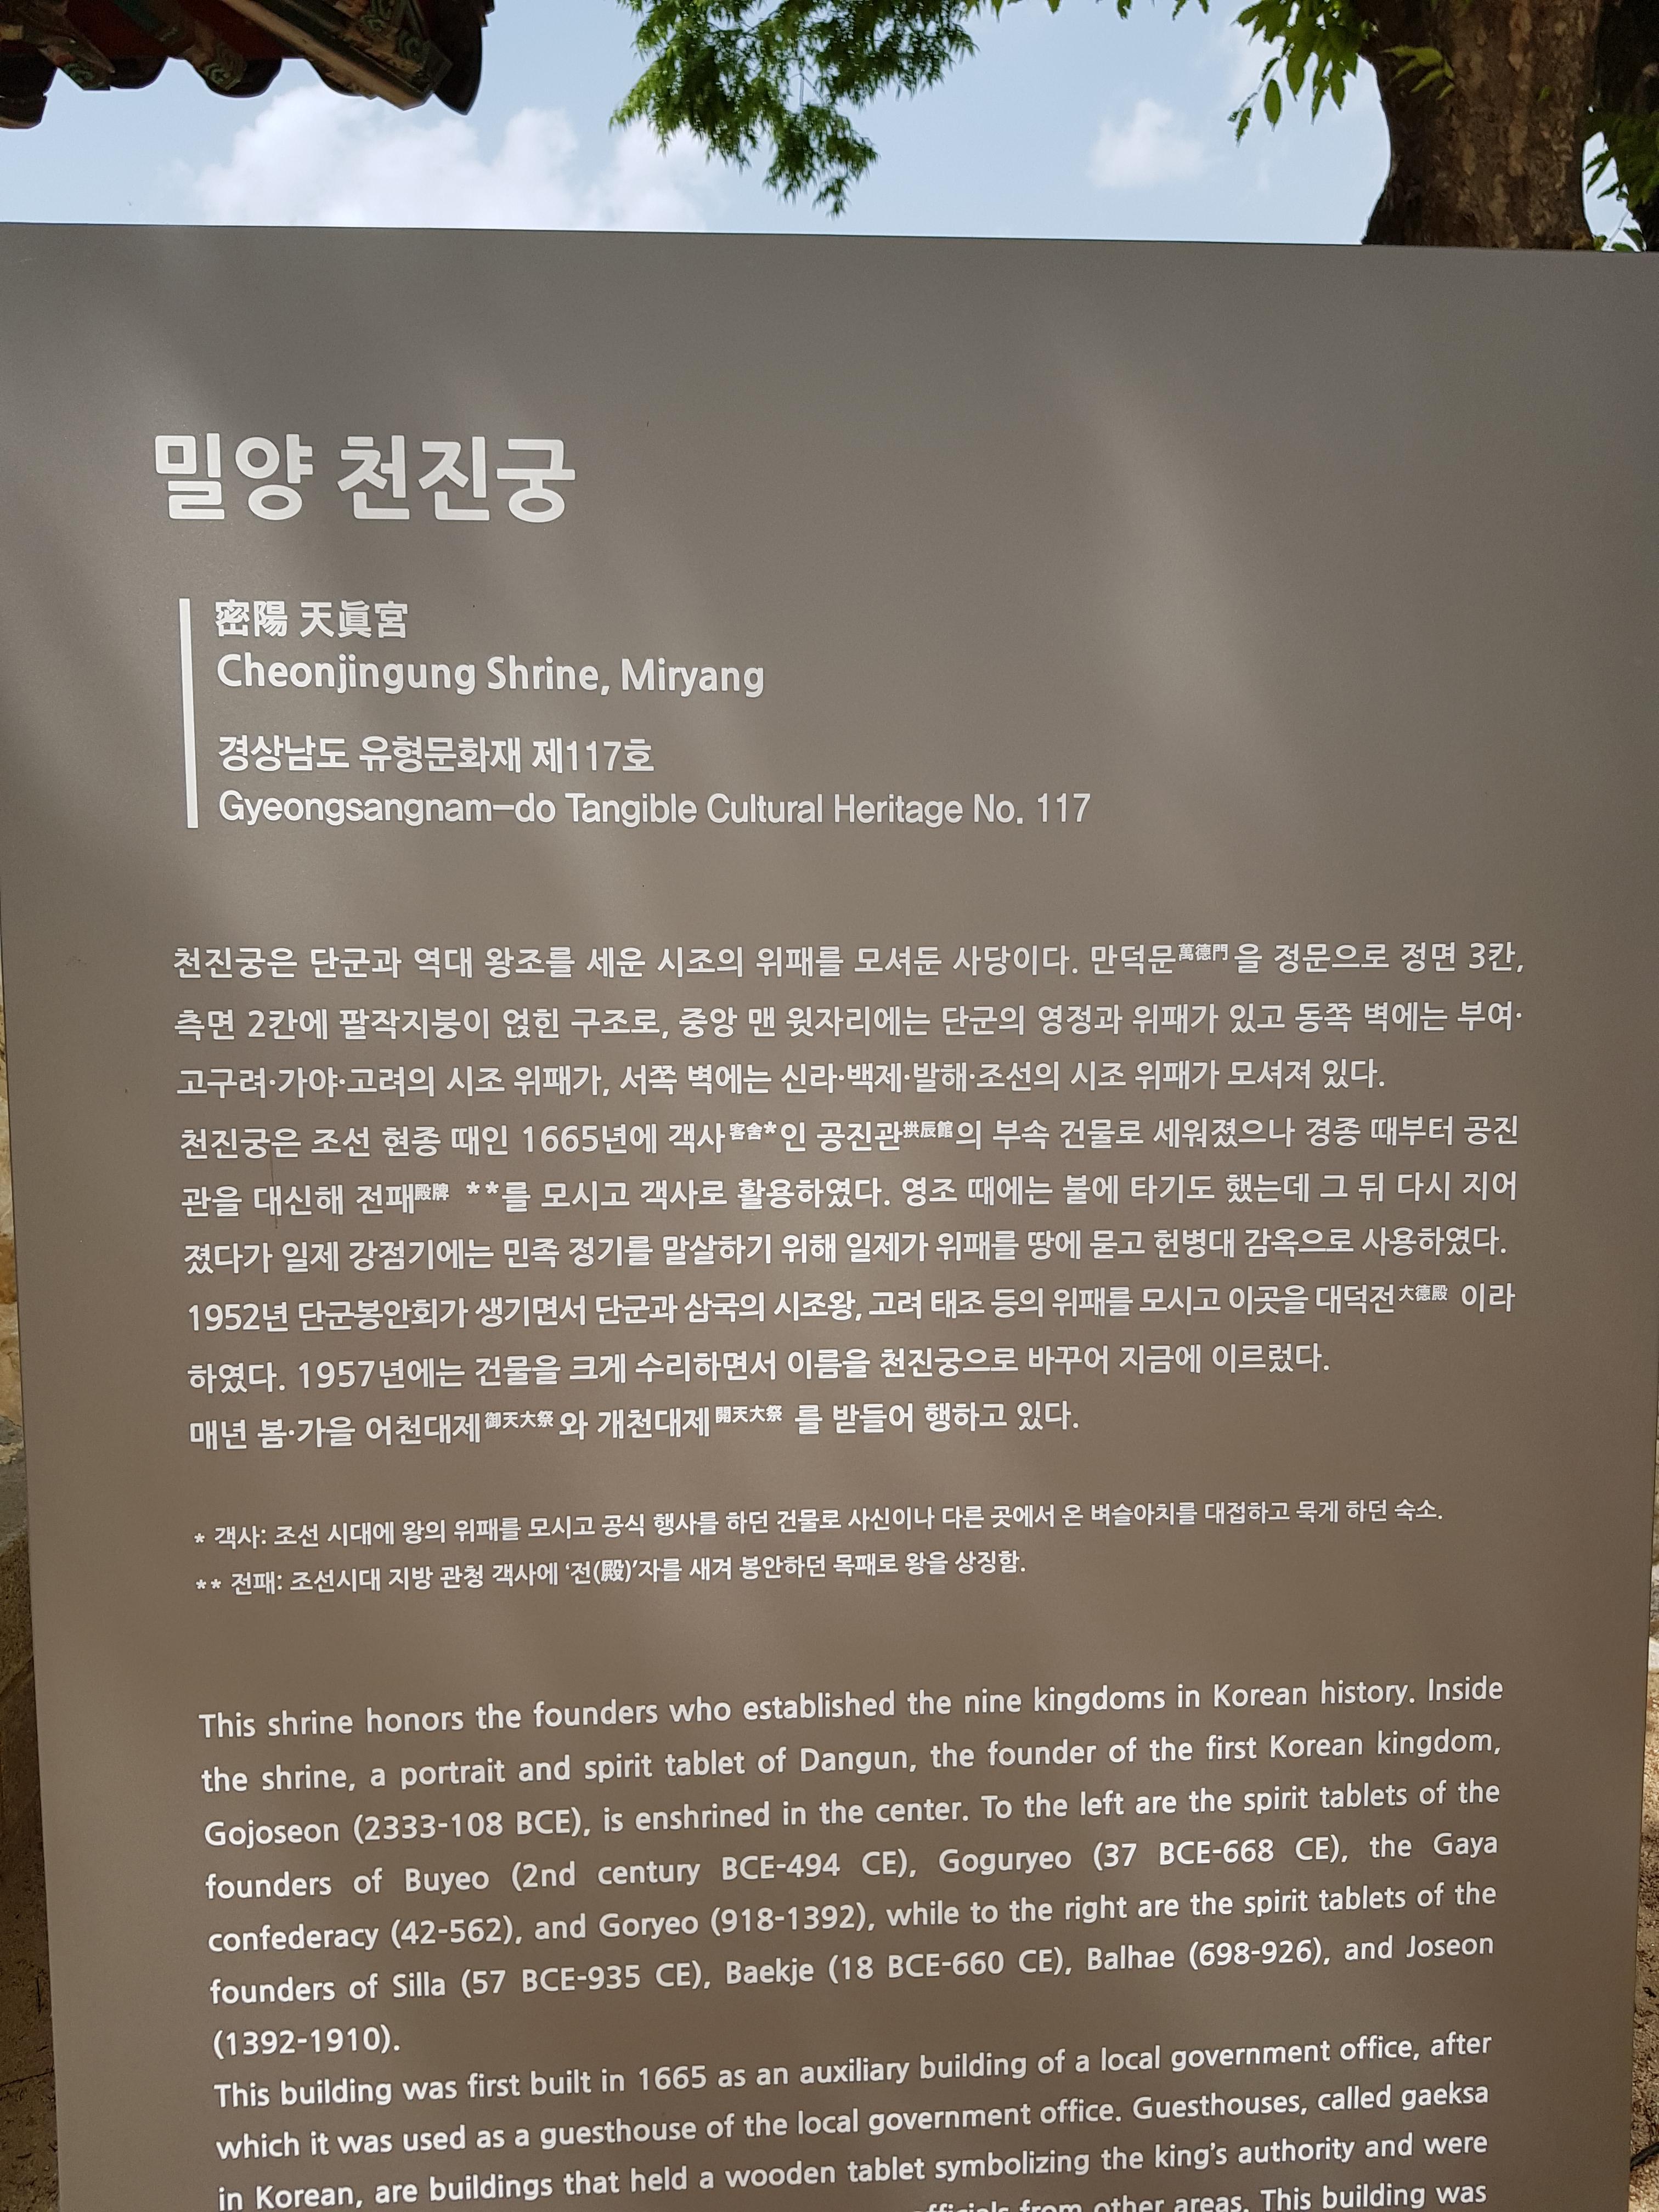 밀양 천진궁
密陽 天眞宮
Cheonjingung Shrine, Miryang
경상남도 유형문화재 제117호
Gyeongsangnam-do Tangible Cultural Heritage No. 117
천진궁은 단군과 역대 왕조를 세운 시조의 위패를 모셔둔 사당이다. 만덕문萬德門을 정문으로 정면 3칸,
측면 2칸에 팔작지붕이 얹힌 구조로, 중앙 맨 윗자리에는 단군의 영정과 위패가 있고 동쪽 벽에는 부여·
고구려·가야·고려의 시조 위패가, 서쪽 벽에는 신라·백제·발해·조선의 시조 위패가 모셔져 있다.
천진궁은 조선 현종 때인 1665년에 객사客舍*인 공진관拱辰館의 부속 건물로 세워졌으나 경종 때부터 공진
관을 대신해 전패殿牌 **를 모시고 객사로 활용하였다. 영조 때에는 불에 타기도 했는데 그 뒤 다시 지어
졌다가 일제 강점기에는 민족 정기를 말살하기 위해 일제가 위패를 땅에 묻고 헌병대 감옥으로 사용하였다.
1952년 단군봉안회가 생기면서 단군과 삼국의 시조왕, 고려 태조 등의 위패를 모시고 이곳을 대덕전大德殿 이라
하였다. 1957년에는 건물을 크게 수리하면서 이름을 천진궁으로 바꾸어 지금에 이르렀다.
매년 봄·가을 어천대제御天大祭와 개천대제開天大祭 를 받들어 행하고 있다.
* 객사: 조선 시대에 왕의 위패를 모시고 공식 행사를 하던 건물로 사신이나 다른 곳에서 온 벼슬아치를 대접하고 묵게 하던 숙소.
** 전패: 조선시대 지방 관청 객사에 ‘전(殿)’자를 새겨 봉안하던 목패로 왕을 상징함.
This shrine honors the founders who established the nine kingdoms in Korean history. Inside
the shrine, a portrait and spirit tablet of Dangun, the founder of the first Korean kingdom,
Gojoseon (2333-108 BCE), is enshrined in the center. To the left are the spirit tablets of the
founders of Buyeo (2nd century BCE-494 CE), Goguryeo (37 BCE-668 CE), the Gaya
confederacy (42-562), and Goryeo (918-1392), while to the right are the spirit tablets of the
founders of Silla (57 BCE-935 CE), Baekje (18 BCE-660 CE), Balhae (698-926), and Joseon
(1392-1910).
This building was first built in 1665 as an auxiliary building of a local government office, after
which it was used as a guesthouse of the local government office. Guesthouses, called gaeksa
in Korean, are buildings that held a wooden tablet symbolizing the king’s authority and were
officials from other areas. This building was